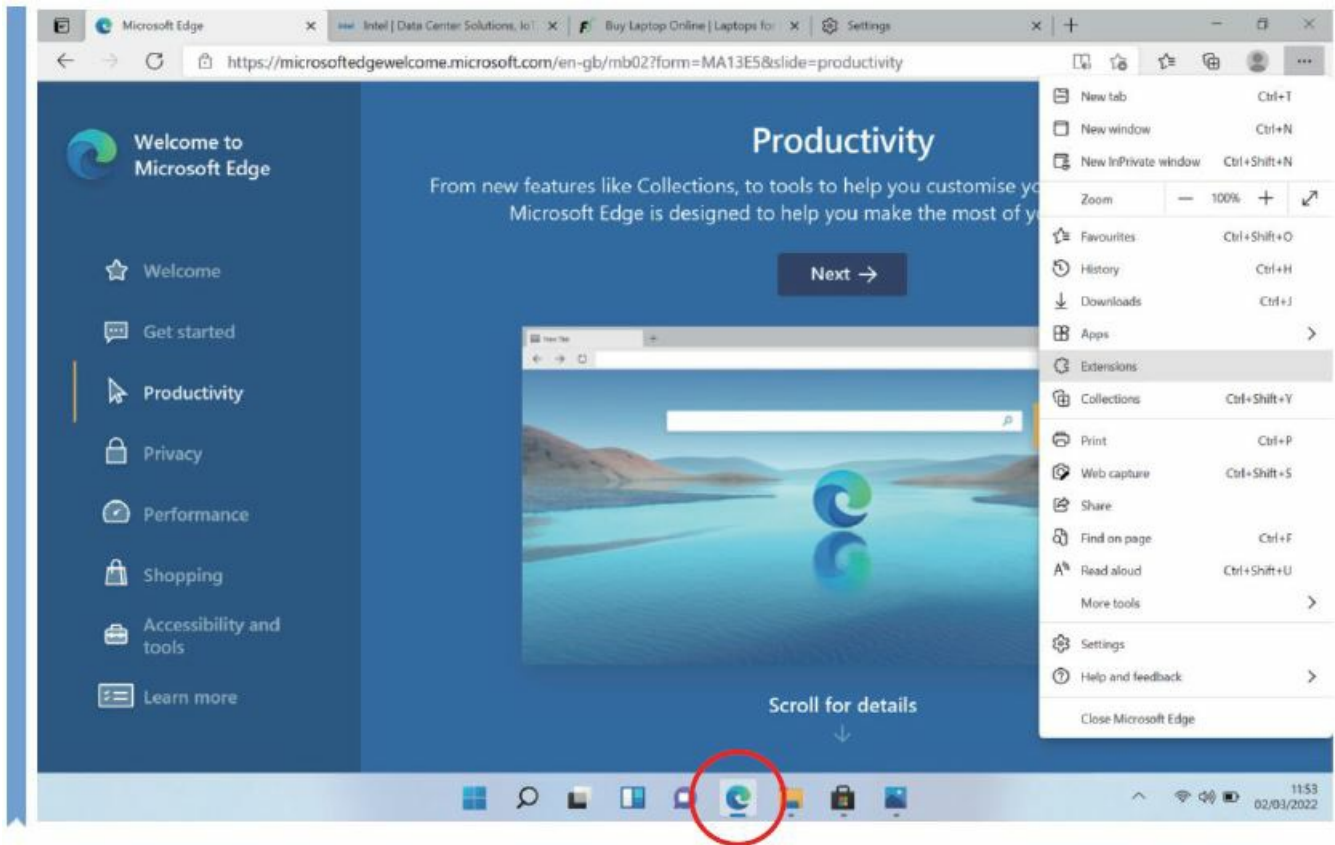 Microsoft Edge
Intel | Data Center Solutions, IoT
Buy Laptop Online | Laptops for
Settings
https://microsoftedgewelcome.microsoft.com/en-gb/mb02?form=MA13E5&slide=productivity
Welcome to
Microsoft Edge
Welcome
Get started
Productivity
Privacy
Performance
Shopping
Accessibility and
tools
Learn more
Productivity
From new features like Collections, to tools to help you customise yo
Microsoft Edge is designed to help you make the most of y
Next →
New Tab
Scroll for details
New tab Ctrl+T
New window Ctrl+N
New InPrivate window Ctrl+Shift+N
Zoom — 100% +
Favourites Ctrl+Shift+O
History Ctrl+H
Downloads Ctrl+J
Apps
Extensions
Collections Ctrl+Shift+Y
Print Ctrl+P
Web capture Ctrl+Shift+S
Share
Find on page Ctrl+F
Read aloud Ctrl+Shift+U
More tools
Settings
Help and feedback
Close Microsoft Edge
11:53
02/03/2022